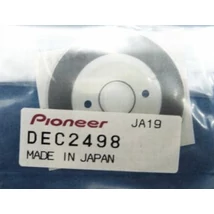 Pioneer JA19
DEC2498
MADE IN JAPAN